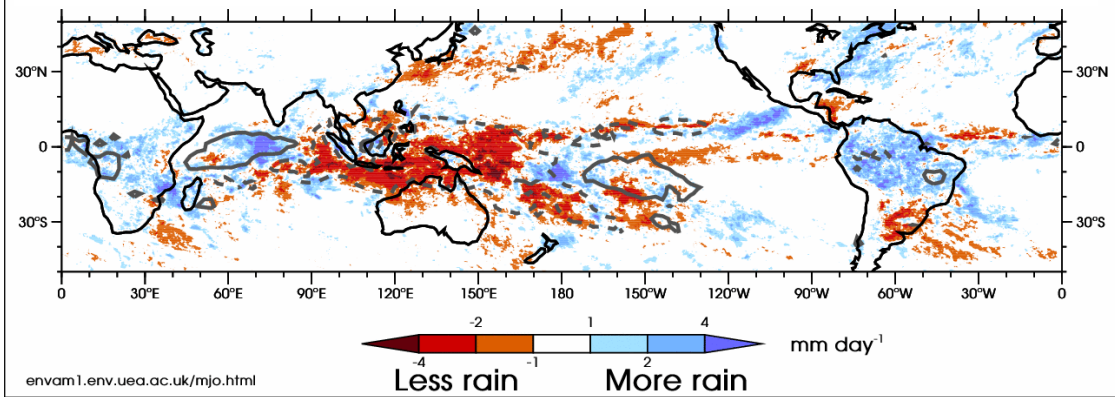 30°N 30°N
0 0
30°S 30°S
0 30°E 60°E 90°E 120°E 150°E 180 150°W 120°W 90°W 60°W 30°W 0
-2 1 4
mm day-1
-4 -1 2
envam1.env.uea.ac.uk/mjo.html
Less rain More rain